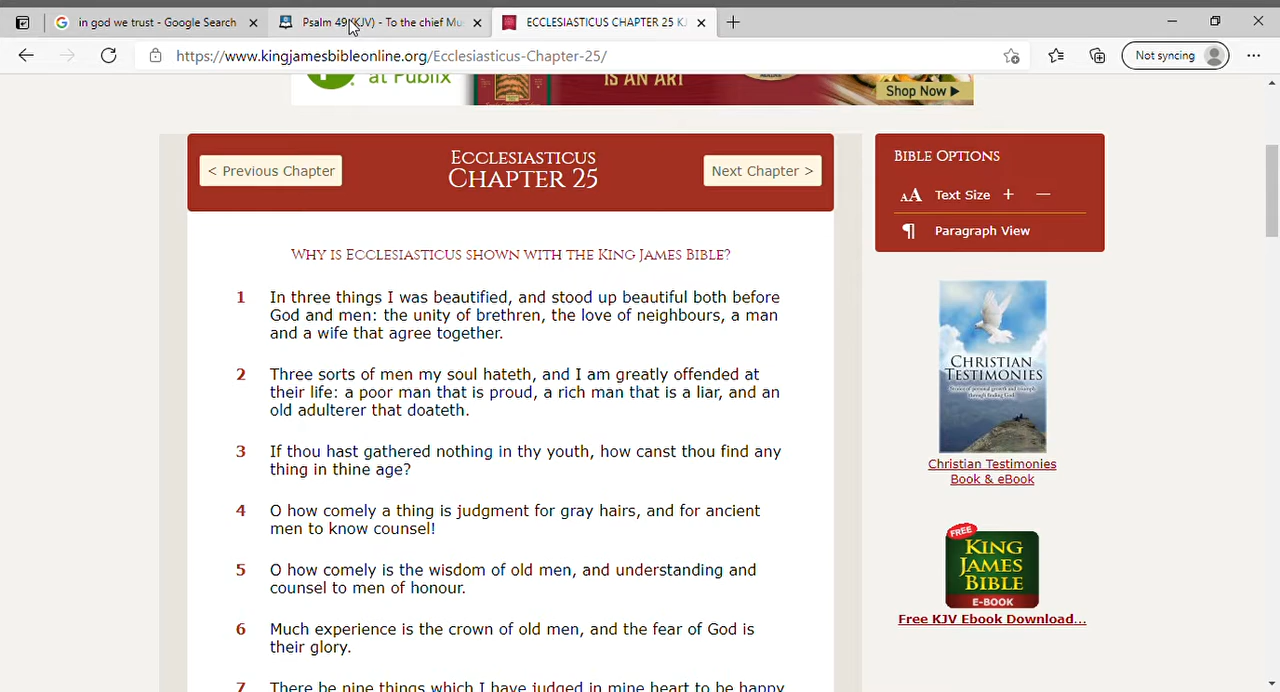 in god we trust - Google Search
Psalm 49 (KJV) - To the chief Mu
ECCLESIASTICUS CHAPTER 25 KJ
https://www.kingjamesbibleonline.org/Ecclesiasticus-Chapter-25/
Not syncing
at Publix
IS AN ART
Shop Now ▶
< Previous Chapter
Ecclesiasticus
Chapter 25
Next Chapter >
Why is Ecclesiasticus shown with the King James Bible?
1 In three things I was beautified, and stood up beautiful both before
God and men: the unity of brethren, the love of neighbours, a man
and a wife that agree together.
2 Three sorts of men my soul hateth, and I am greatly offended at
their life: a poor man that is proud, a rich man that is a liar, and an
old adulterer that doateth.
3 If thou hast gathered nothing in thy youth, how canst thou find any
thing in thine age?
4 O how comely a thing is judgment for gray hairs, and for ancient
men to know counsel!
5 O how comely is the wisdom of old men, and understanding and
counsel to men of honour.
6 Much experience is the crown of old men, and the fear of God is
their glory.
7 There be nine things which I have judged in mine heart to be happy
Bible Options
AA Text Size + —
¶ Paragraph View
CHRISTIAN
TESTIMONIES
Christian Testimonies
Book & eBook
FREE
KING
JAMES
BIBLE
E-BOOK
Free KJV Ebook Download...